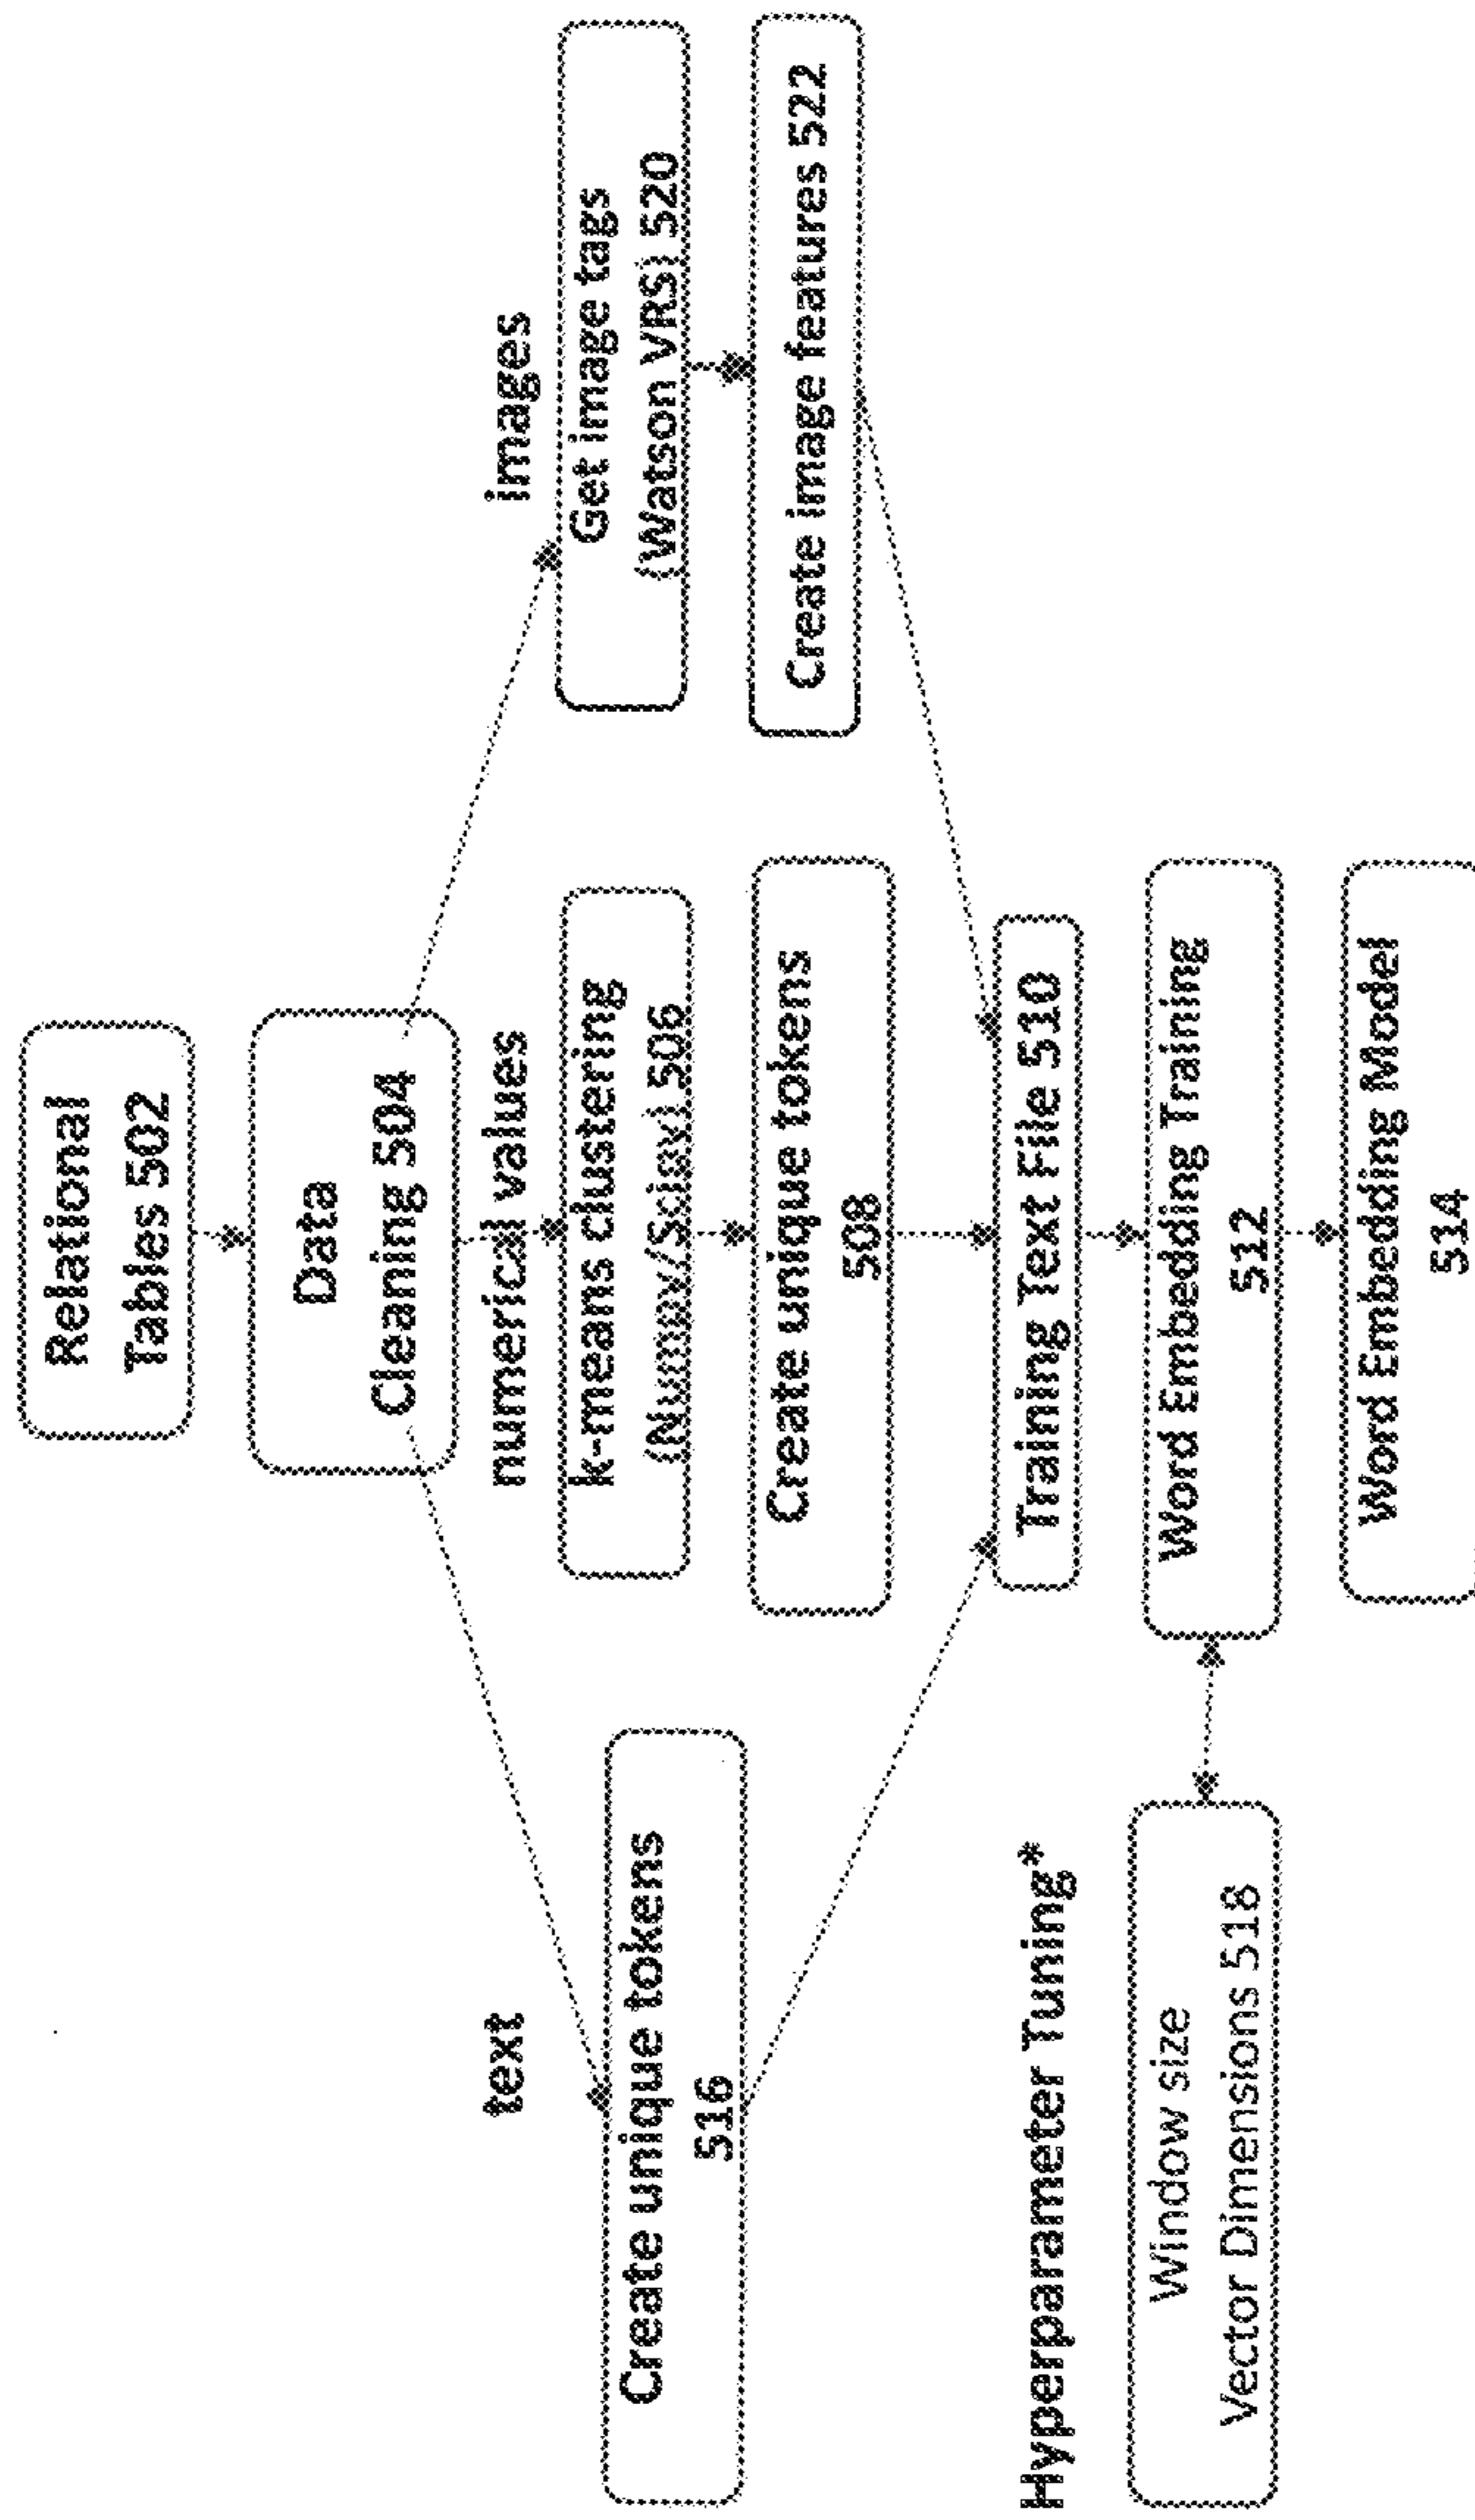 Relational
Tables 502
Data
Cleaning 504
text
numerical values
images
Create unique tokens
516
k-means clustering
(Numpy/Scipy) 506
Get image tags
(Watson VRS) 520
Create unique tokens
508
Create image features 522
Training Text File 510
Hyperparameter Tuning*
Window size
Vector Dimensions 518
Word Embedding Training
512
Word Embedding Model
514